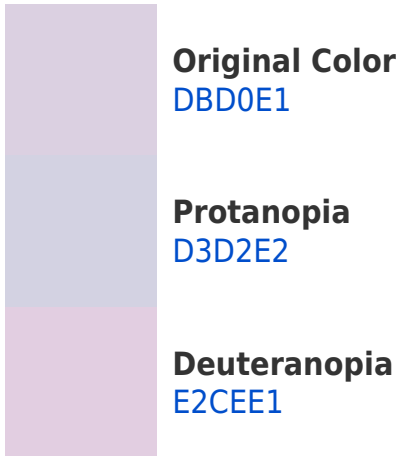 Original Color
DBD0E1
Protanopia
D3D2E2
Deuteranopia
E2CEE1